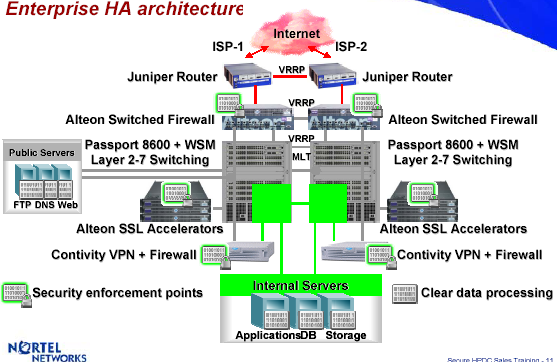 Enterprise HA architecture
Internet
ISP-1
ISP-2
VRRP
Juniper Router
Juniper Router
VRRP
Alteon Switched Firewall
Alteon Switched Firewall
VRRP
Passport 8600 + WSM
Layer 2-7 Switching
MLT
Passport 8600 + WSM
Layer 2-7 Switching
Public Servers
FTP DNS Web
Alteon SSL Accelerators
Alteon SSL Accelerators
Contivity VPN + Firewall
Contivity VPN + Firewall
Internal Servers
Security enforcement points
Clear data processing
Applications DB Storage
NORTEL
NETWORKS
Secure HPDC Sales Training - 11